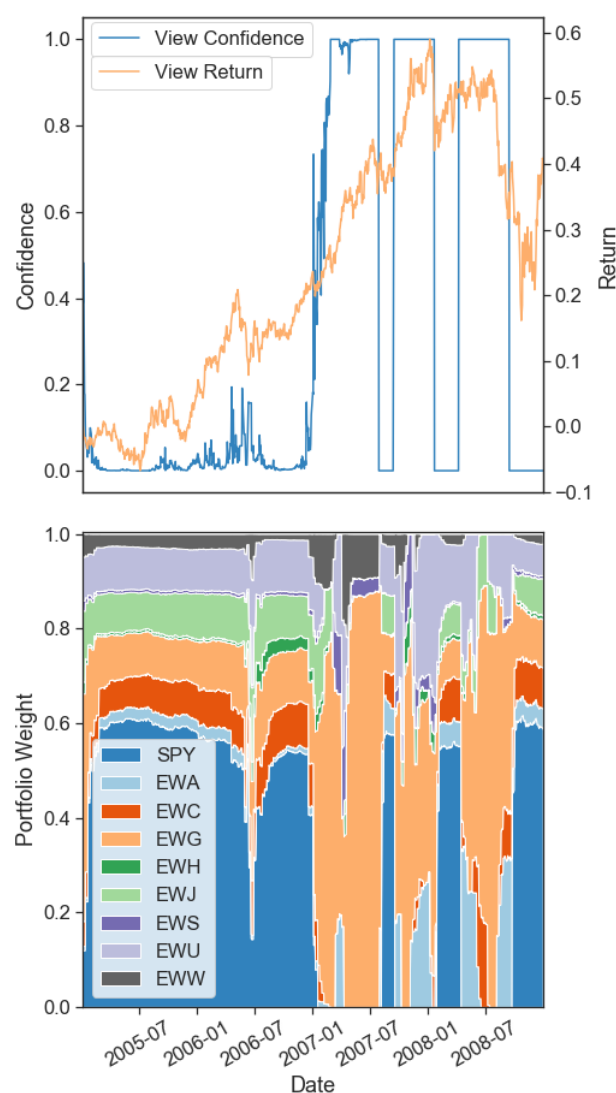 View Confidence
View Return
1.0
0.8
0.6
0.4
0.2
0.0
Confidence
0.6
0.5
0.4
0.3
0.2
0.1
0.0
−0.1
Return
1.0
0.8
0.6
0.4
0.2
0.0
Portfolio Weight
SPY
EWA
EWC
EWG
EWH
EWJ
EWS
EWU
EWW
2005-07
2006-01
2006-07
2007-01
2007-07
2008-01
2008-07
Date